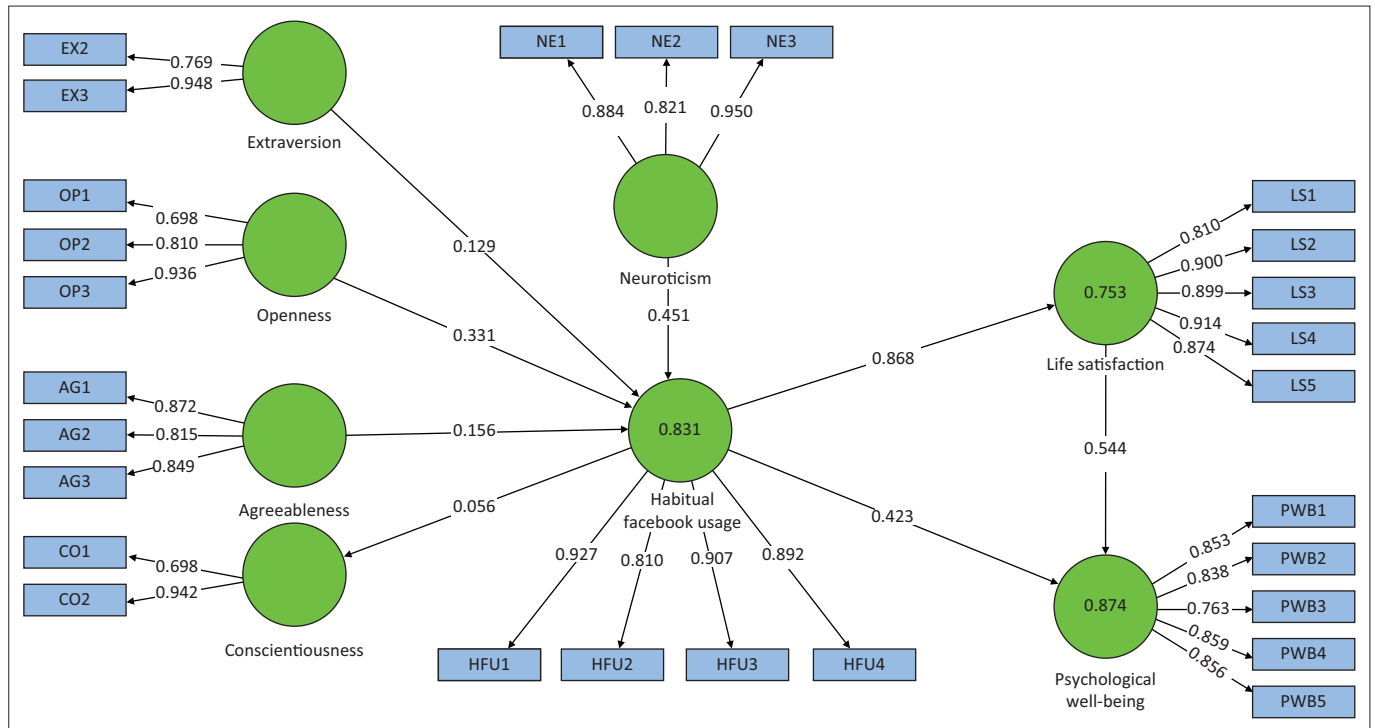 EX2
EX3
0.769
0.948
Extraversion
NE1
NE2
NE3
0.884
0.821
0.950
Neuroticism
OP1
OP2
OP3
0.698
0.810
0.936
Openness
0.129
0.331
0.451
AG1
AG2
AG3
0.872
0.815
0.849
Agreeableness
0.156
0.831
Habitual
facebook usage
CO1
CO2
0.698
0.942
Conscientiousness
0.056
0.927
0.810
0.907
0.892
HFU1
HFU2
HFU3
HFU4
0.868
0.423
0.753
Life satisfaction
0.810
0.900
0.899
0.914
0.874
LS1
LS2
LS3
LS4
LS5
0.544
0.874
Psychological
well-being
0.853
0.838
0.763
0.859
0.856
PWB1
PWB2
PWB3
PWB4
PWB5